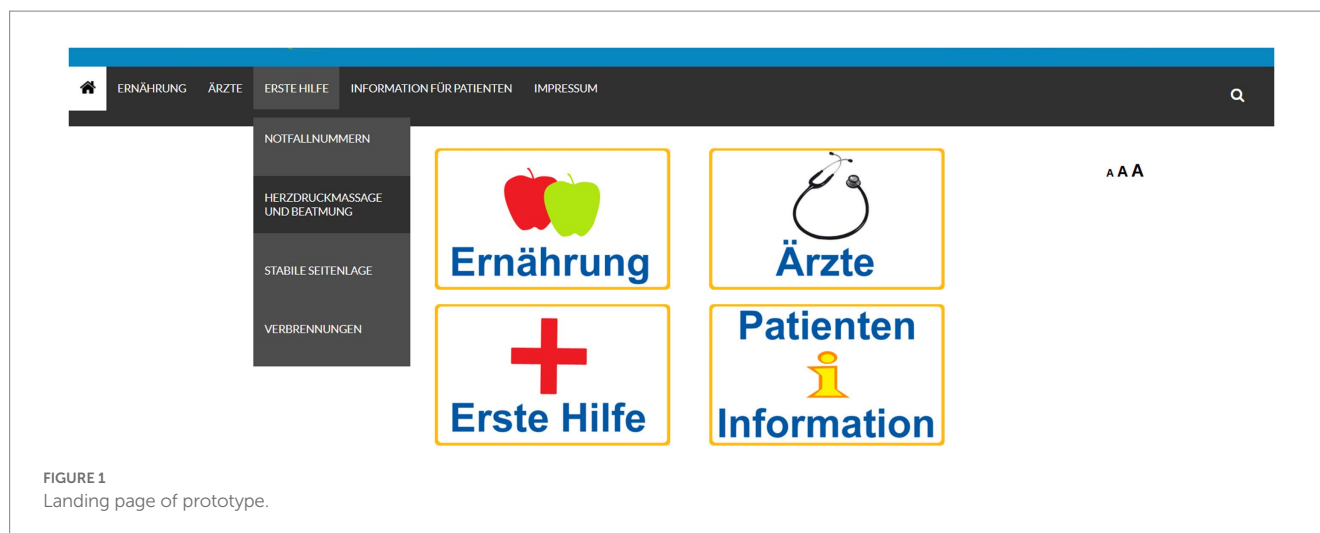 ERNÄHRUNG ÄRZTE ERSTE HILFE INFORMATION FÜR PATIENTEN IMPRESSUM
NOTFALLNUMMERN
HERZDRUCKMASSAGE
UND BEATMUNG
STABILE SEITENLAGE
VERBRENNUNGEN
Ernährung
Ärzte
A A A
Erste Hilfe
Patienten
i
Information
FIGURE 1
Landing page of prototype.